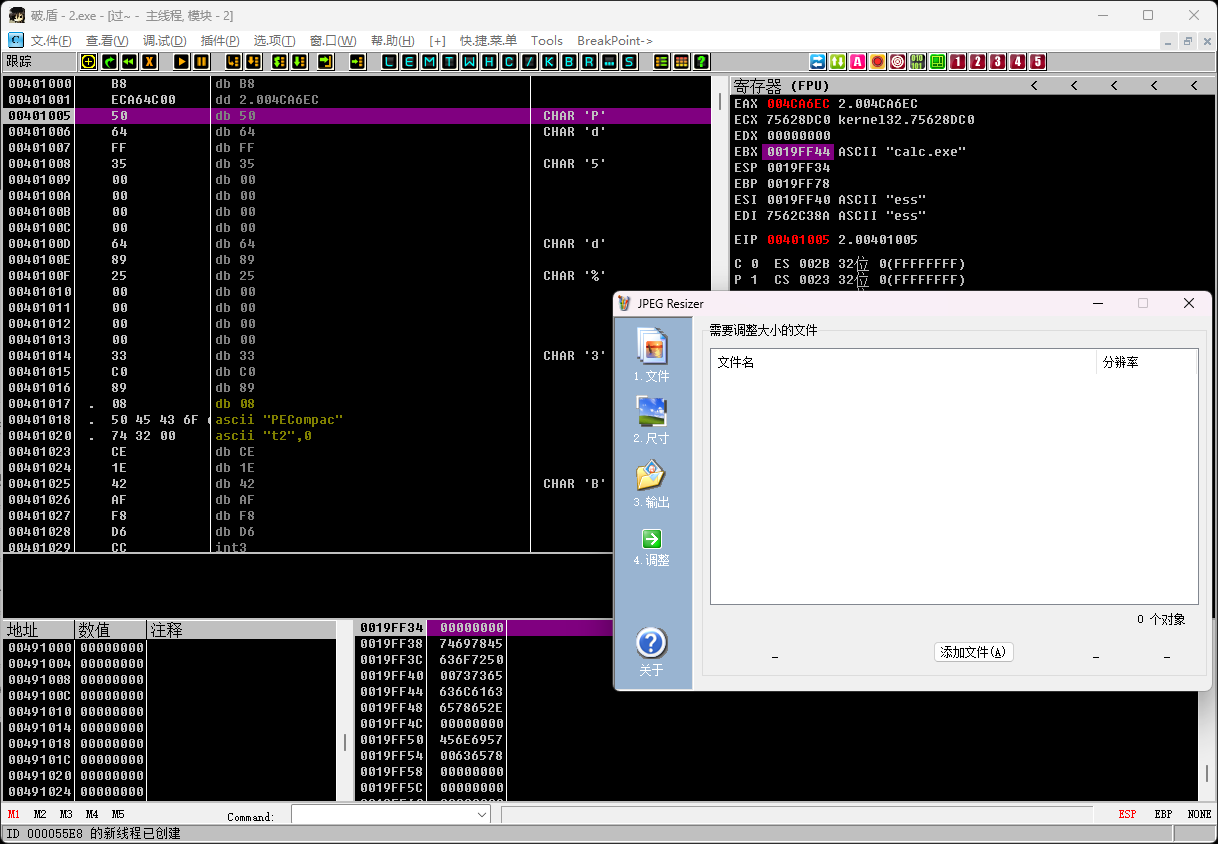 破.盾 - 2.exe - [过~ - 主线程, 模块 - 2]
文.件(F) 查.看(V) 调.试(D) 插件(P) 选.项(T) 窗.口(W) 帮.助(H) [+] 快.捷.菜.单 Tools BreakPoint->
跟踪 L E M T W H C / K B R ... S ? A 1 2 3 4 5
00401000 B8 db B8
00401001 ECA64C00 dd 2.004CA6EC
00401005 50 db 50 CHAR 'P'
00401006 64 db 64 CHAR 'd'
00401007 FF db FF
00401008 35 db 35 CHAR '5'
00401009 00 db 00
0040100A 00 db 00
0040100B 00 db 00
0040100C 00 db 00
0040100D 64 db 64 CHAR 'd'
0040100E 89 db 89
0040100F 25 db 25 CHAR '%'
00401010 00 db 00
00401011 00 db 00
00401012 00 db 00
00401013 00 db 00
00401014 33 db 33 CHAR '3'
00401015 C0 db C0
00401016 89 db 89
00401017 . 08 db 08
00401018 . 50 45 43 6F ascii "PECompac"
00401020 . 74 32 00 ascii "t2",0
00401023 CE db CE
00401024 1E db 1E
00401025 42 db 42 CHAR 'B'
00401026 AF db AF
00401027 F8 db F8
00401028 D6 db D6
00401029 CC int3
寄存器 (FPU) < < < < <
EAX 004CA6EC 2.004CA6EC
ECX 75628DC0 kernel32.75628DC0
EDX 00000000
EBX 0019FF44 ASCII "calc.exe"
ESP 0019FF34
EBP 0019FF78
ESI 0019FF40 ASCII "ess"
EDI 7562C38A ASCII "ess"
EIP 00401005 2.00401005
C 0 ES 002B 32位 0(FFFFFFFF)
P 1 CS 0023 32位 0(FFFFFFFF)
JPEG Resizer
需要调整大小的文件
文件名 分辨率
1. 文件
2. 尺寸
3. 输出
4. 调整
关于
0 个对象
添加文件(A)
地址 数值 注释
00491000 00000000
00491004 00000000
00491008 00000000
0049100C 00000000
00491010 00000000
00491014 00000000
00491018 00000000
0049101C 00000000
00491020 00000000
00491024 00000000
0019FF34 00000000
0019FF38 74697845
0019FF3C 636F7250
0019FF40 00737365
0019FF44 636C6163
0019FF48 6578652E
0019FF4C 00000000
0019FF50 456E6957
0019FF54 00636578
0019FF58 00000000
0019FF5C 00000000
M1 M2 M3 M4 M5 Command: ESP EBP NONE
ID 000055E8 的新线程已创建